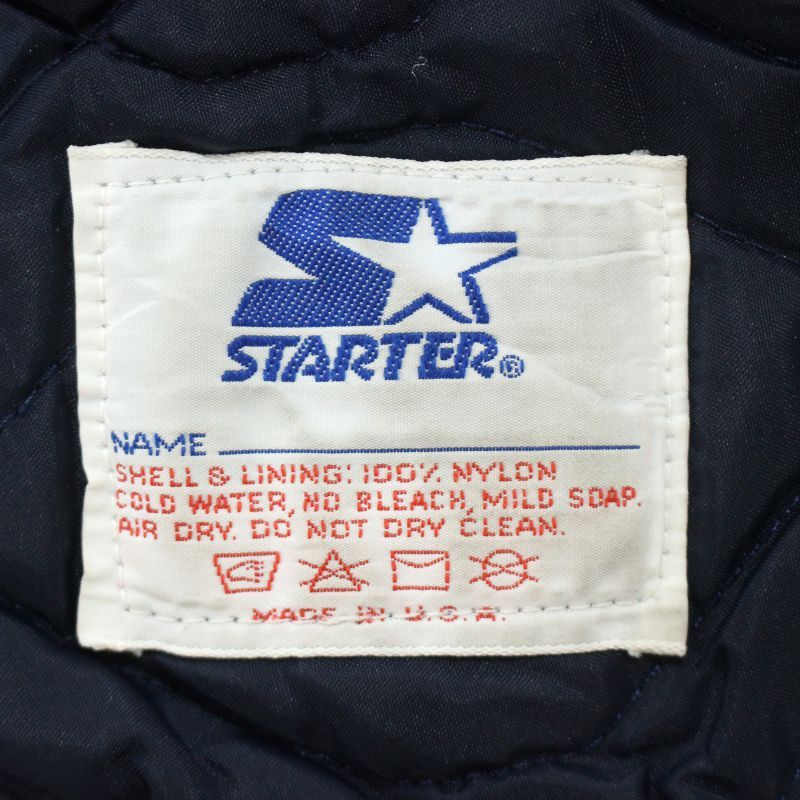 STARTER®
NAME
SHELL & LINING: 100% NYLON
COLD WATER, NO BLEACH, MILD SOAP.
AIR DRY. DO NOT DRY CLEAN.
MADE IN U.S.A.